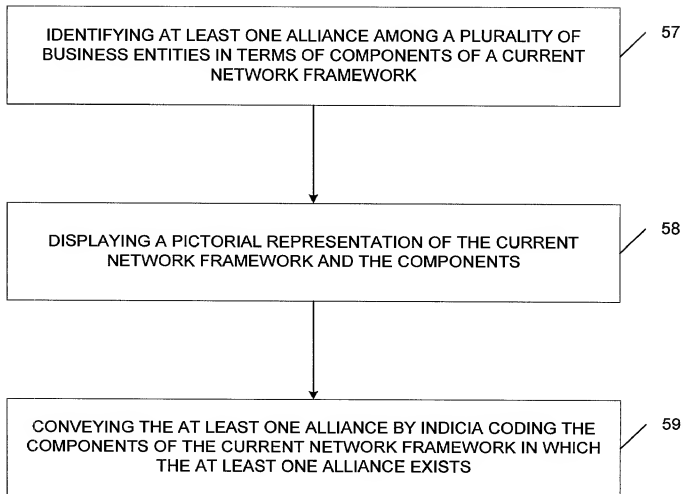 IDENTIFYING AT LEAST ONE ALLIANCE AMONG A PLURALITY OF
BUSINESS ENTITIES IN TERMS OF COMPONENTS OF A CURRENT
NETWORK FRAMEWORK
57
DISPLAYING A PICTORIAL REPRESENTATION OF THE CURRENT
NETWORK FRAMEWORK AND THE COMPONENTS
58
CONVEYING THE AT LEAST ONE ALLIANCE BY INDICIA CODING THE
COMPONENTS OF THE CURRENT NETWORK FRAMEWORK IN WHICH
THE AT LEAST ONE ALLIANCE EXISTS
59